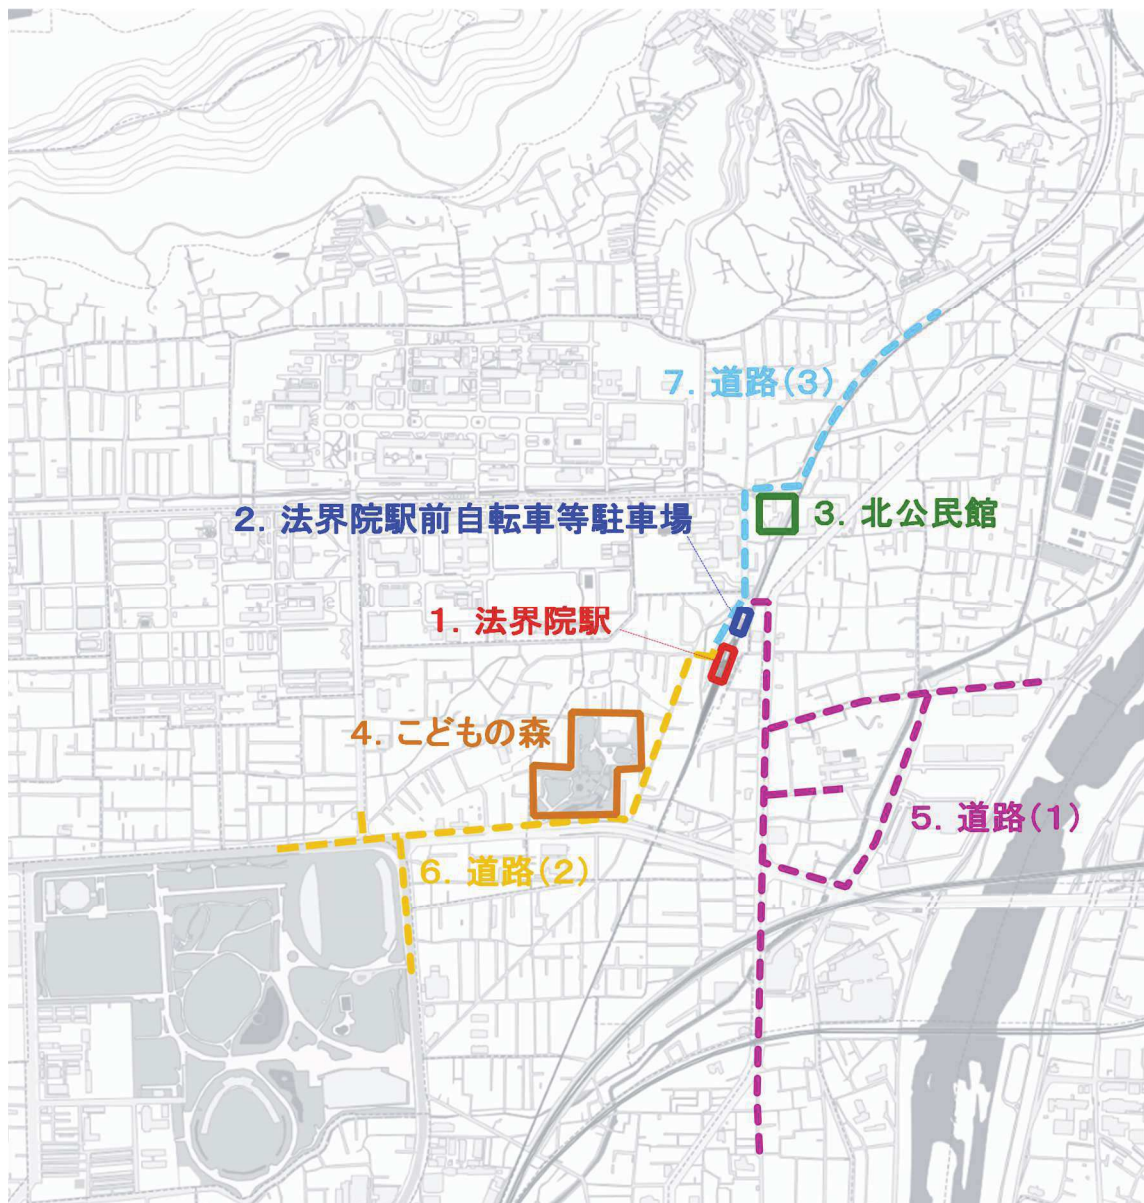 7. 道路(3)
2. 法界院駅前自転車等駐車場
3. 北公民館
1. 法界院駅
4. こどもの森
5. 道路(1)
6. 道路(2)